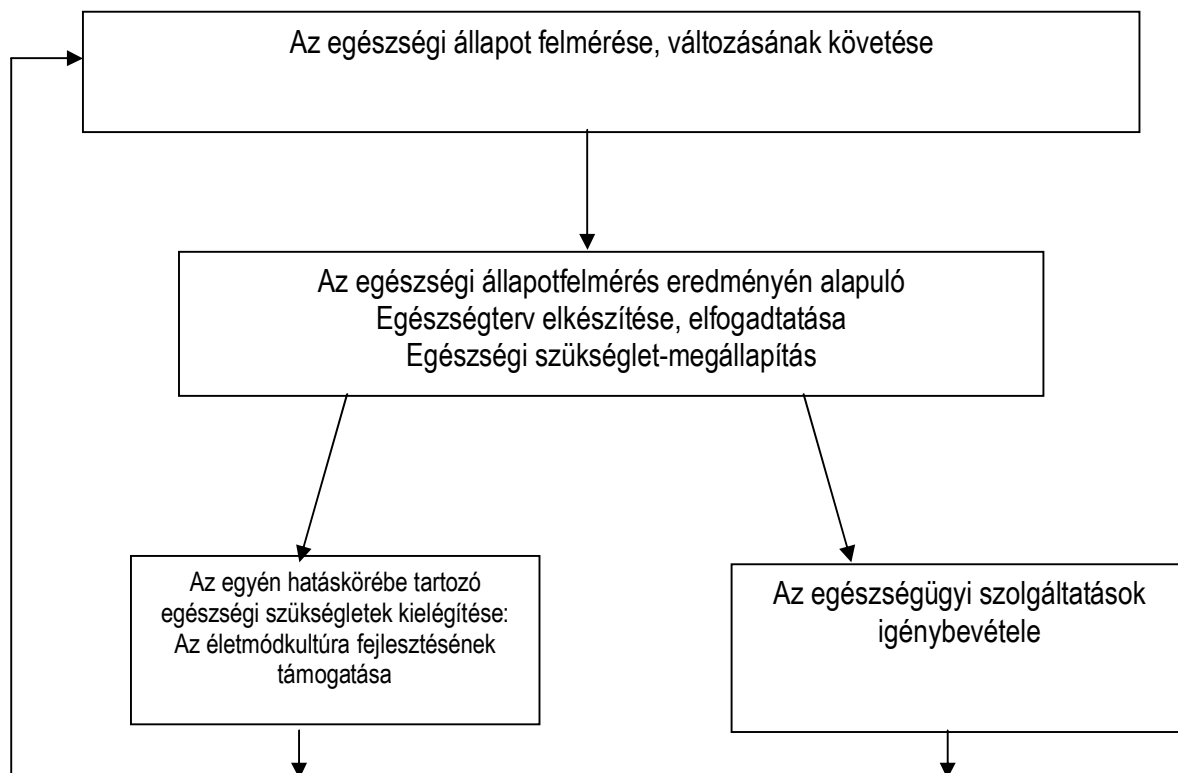 Az egészségi állapot felmérése, változásának követése
Az egészségi állapotfelmérés eredményén alapuló
Egészségterv elkészítése, elfogadtatása
Egészségi szükséglet-megállapítás
Az egyén hatáskörébe tartozó
egészségi szükségletek kielégítése:
Az életmódkultúra fejlesztésének
támogatása
Az egészségügyi szolgáltatások
igénybevétele